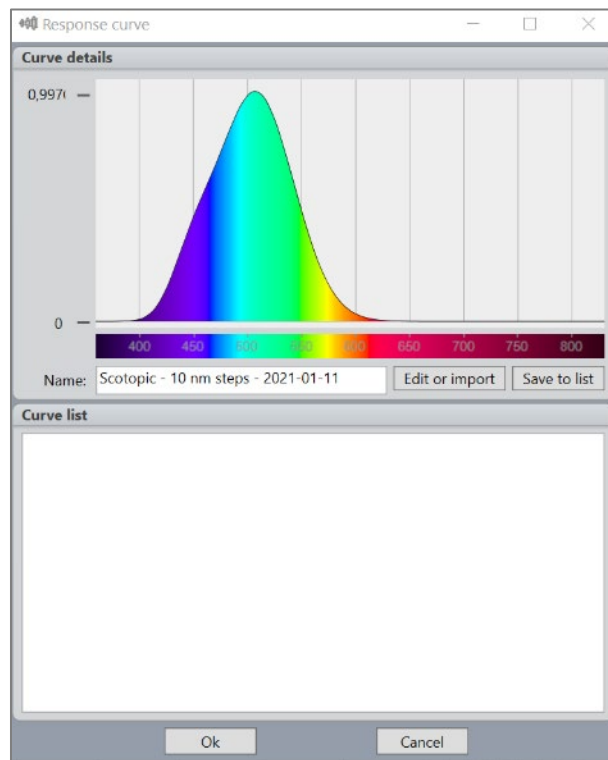 Response curve
Curve details
0,997(
0
400 450 500 550 600 650 700 750 800
Name: Scotopic - 10 nm steps - 2021-01-11 Edit or import Save to list
Curve list
Ok Cancel